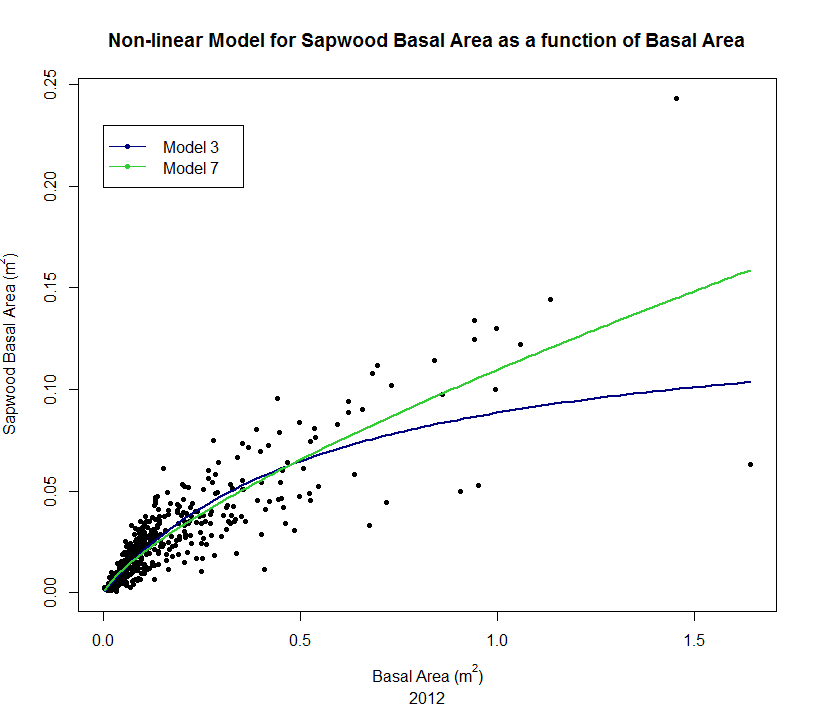 Non-linear Model for Sapwood Basal Area as a function of Basal Area
0.25
0.20
0.15
0.10
0.05
0.00
Sapwood Basal Area (m²)
Model 3
Model 7
0.0 0.5 1.0 1.5
Basal Area (m²)
2012